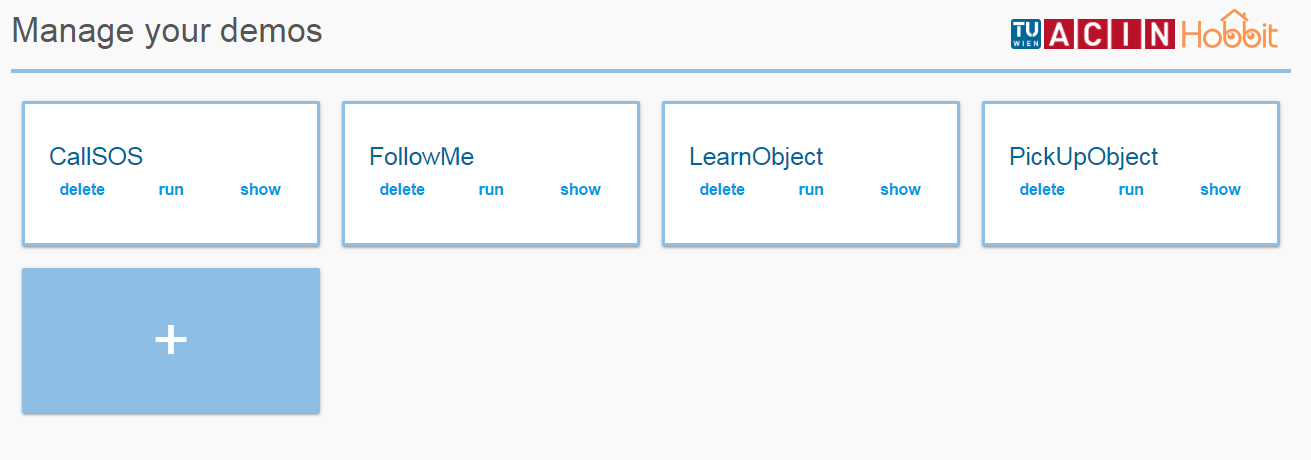 Manage your demos
TU WIEN ACIN Hobbit
CallSOS
delete run show
FollowMe
delete run show
LearnObject
delete run show
PickUpObject
delete run show
+